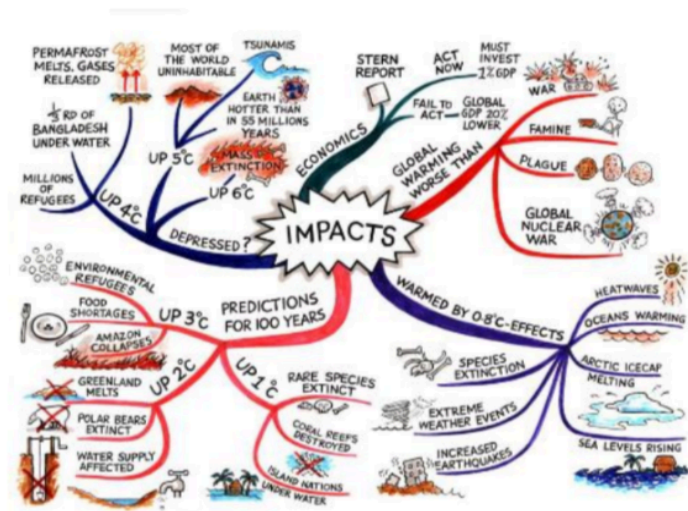 PERMAFROST
MELTS, GASES
RELEASED
MOST OF
THE WORLD
UNINHABITABLE
TSUNAMIS
EARTH
HOTTER THAN
IN 55 MILLIONS
YEARS
⅓ RD OF
BANGLADESH
UNDER WATER
UP 5°C
MASS
EXTINCTION
UP 6°C
MILLIONS
OF
REFUGEES
UP 4°C
DEPRESSED?
STERN
REPORT
ACT
NOW
MUST
INVEST
1% GDP
FAIL TO
ACT
GLOBAL
GDP 20%
LOWER
ECONOMICS
GLOBAL
WARMING
WORSE THAN
WAR
FAMINE
PLAGUE
GLOBAL
NUCLEAR
WAR
IMPACTS
ENVIRONMENTAL
REFUGEES
FOOD
SHORTAGES
AMAZON
COLLAPSES
UP 3°C
PREDICTIONS
FOR 100 YEARS
GREENLAND
MELTS
POLAR BEARS
EXTINCT
WATER SUPPLY
AFFECTED
UP 2°C
UP 1°C
RARE SPECIES
EXTINCT
CORAL REEFS
DESTROYED
ISLAND NATIONS
UNDER WATER
WARMED BY 0.8°C-EFFECTS
HEATWAVES
OCEANS WARMING
ARCTIC ICECAP
MELTING
SEA LEVELS RISING
SPECIES
EXTINCTION
EXTREME
WEATHER EVENTS
INCREASED
EARTHQUAKES